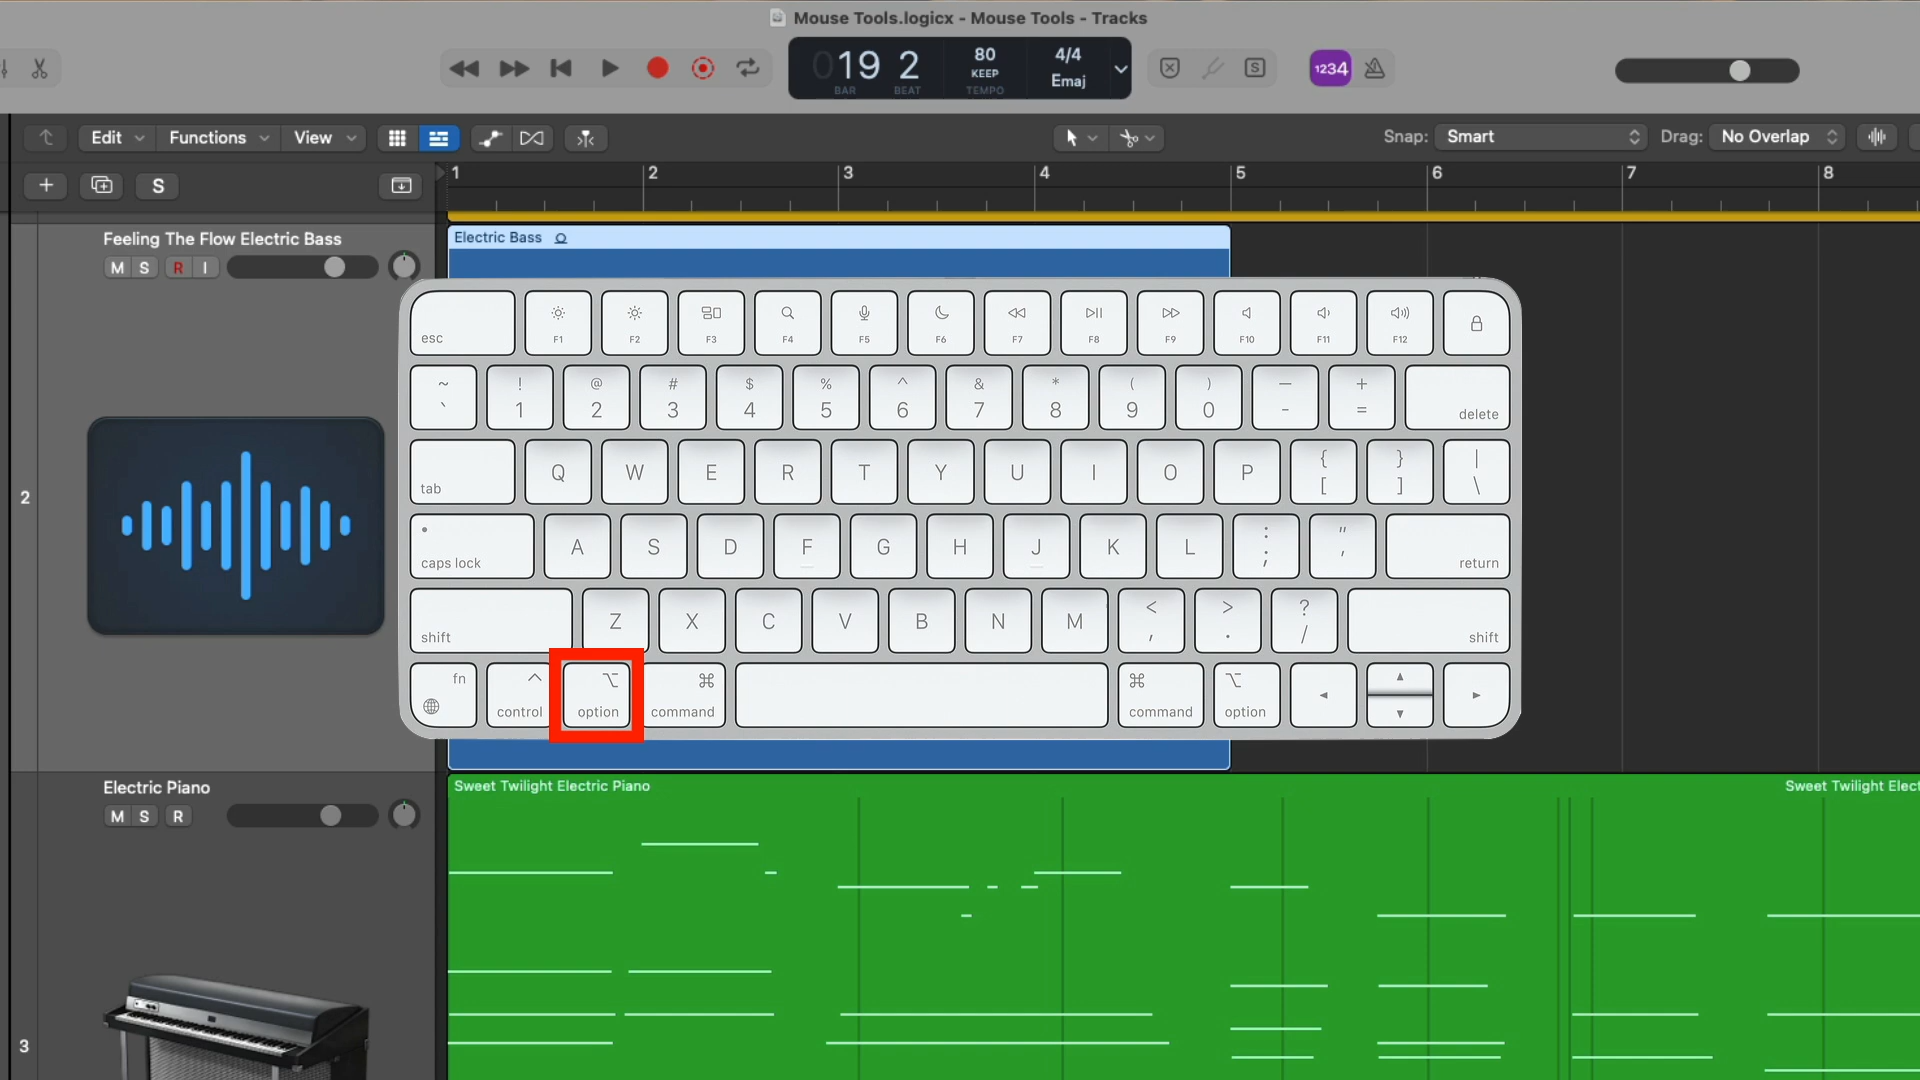 Mouse Tools.logicx - Mouse Tools - Tracks
019 2
BAR BEAT
80
KEEP
TEMPO
4/4
Emaj
S
1234
Edit
Functions
View
Snap: Smart
Drag: No Overlap
S
1 2 3 4 5 6 7 8
Feeling The Flow Electric Bass
M S R I
Electric Bass
2
esc F1 F2 F3 F4 F5 F6 F7 F8 F9 F10 F11 F12
~ ! @ # $ % ^ & * ( ) — +
` 1 2 3 4 5 6 7 8 9 0 - = delete
tab Q W E R T Y U I O P { [ } ] | \
caps lock A S D F G H J K L : ; " ' return
shift Z X C V B N M < , > . ? / shift
fn ^ ⌥ ⌘ ⌘ ⌥
control option command command option
Electric Piano
M S R
Sweet Twilight Electric Piano
Sweet Twilight Elect
3